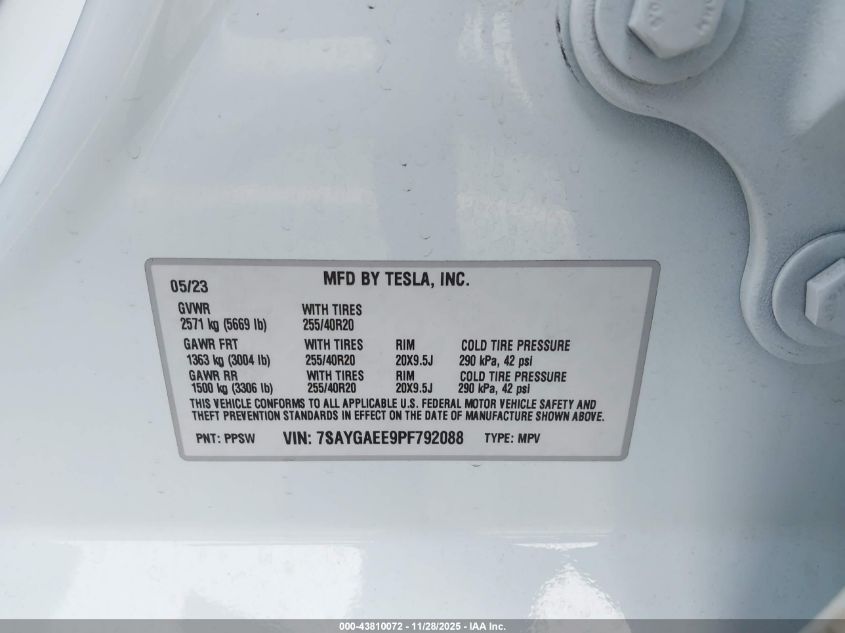 05/23 MFD BY TESLA, INC.
GVWR WITH TIRES
2571 kg (5669 lb) 255/40R20
GAWR FRT WITH TIRES RIM COLD TIRE PRESSURE
1363 kg (3004 lb) 255/40R20 20X9.5J 290 kPa, 42 psi
GAWR RR WITH TIRES RIM COLD TIRE PRESSURE
1500 kg (3306 lb) 255/40R20 20X9.5J 290 kPa, 42 psi
THIS VEHICLE CONFORMS TO ALL APPLICABLE U.S. FEDERAL MOTOR VEHICLE SAFETY AND
THEFT PREVENTION STANDARDS IN EFFECT ON THE DATE OF MANUFACTURE SHOWN ABOVE.
PNT: PPSW VIN: 7SAYGAEE9PF792088 TYPE: MPV
000-43810072 - 11/28/2025 - IAA Inc.